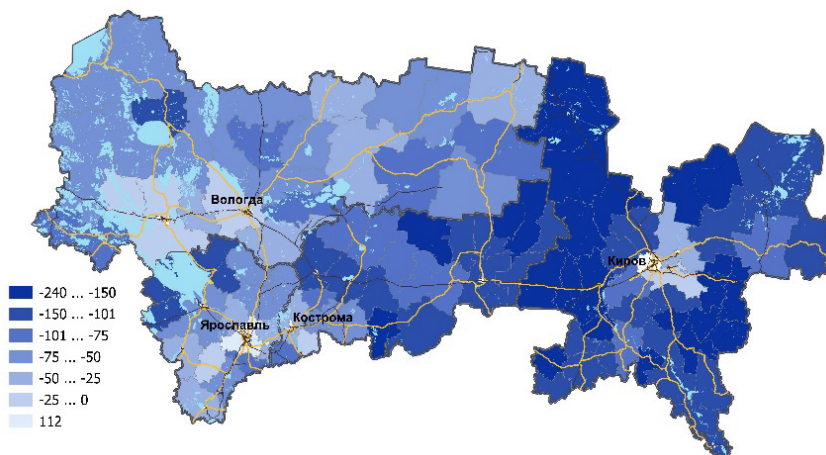 Вологда
Киров
Ярославль
Кострома
-240 ... -150
-150 ... -101
-101 ... -75
-75 ... -50
-50 ... -25
-25 ... 0
112